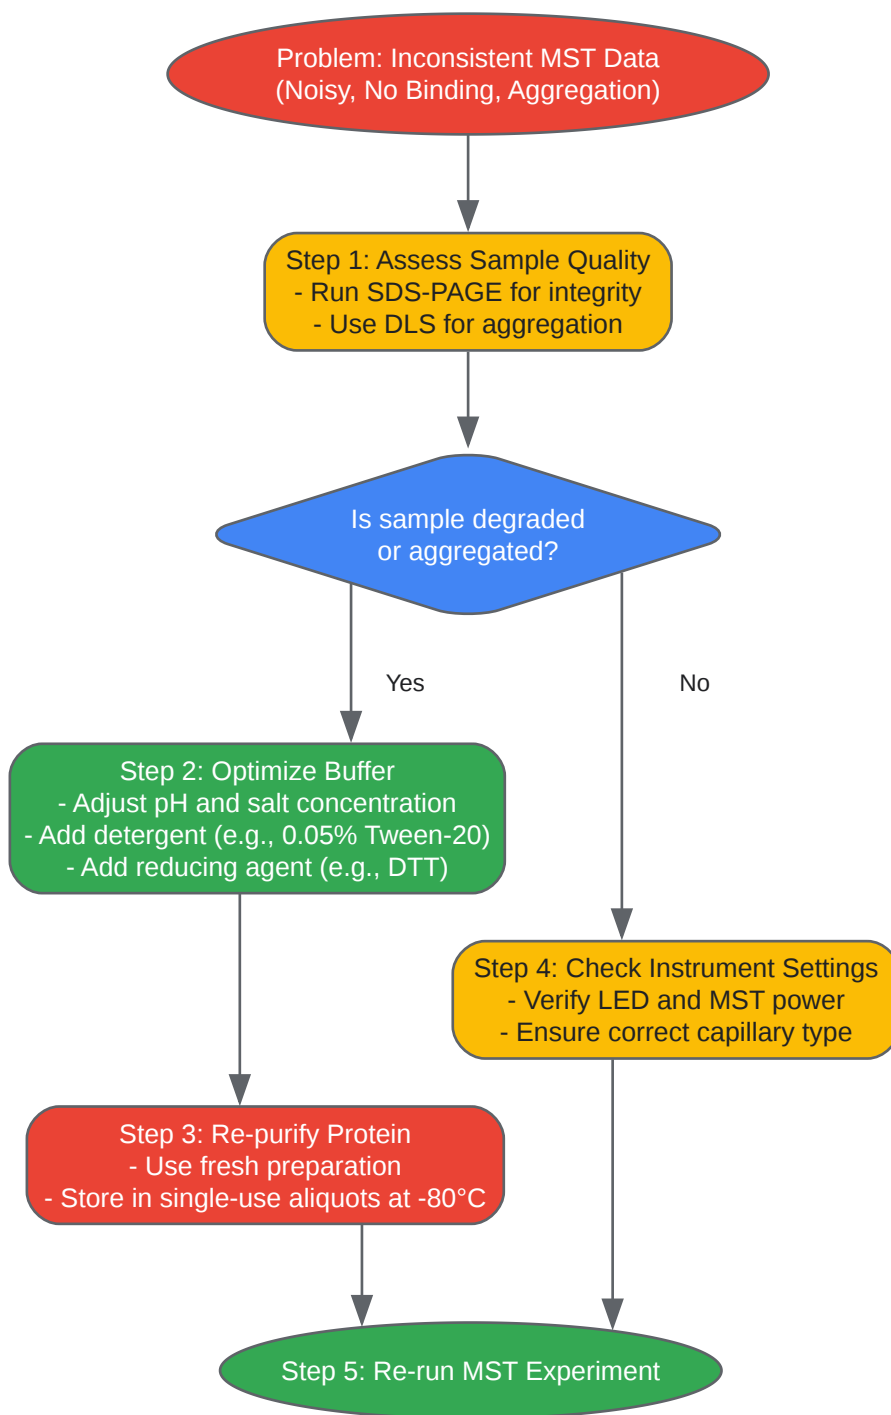 Problem: Inconsistent MST Data
(Noisy, No Binding, Aggregation)
Step 1: Assess Sample Quality
- Run SDS-PAGE for integrity
- Use DLS for aggregation
Is sample degraded
or aggregated?
Yes
No
Step 2: Optimize Buffer
- Adjust pH and salt concentration
- Add detergent (e.g., 0.05% Tween-20)
- Add reducing agent (e.g., DTT)
Step 4: Check Instrument Settings
- Verify LED and MST power
- Ensure correct capillary type
Step 3: Re-purify Protein
- Use fresh preparation
- Store in single-use aliquots at -80°C
Step 5: Re-run MST Experiment